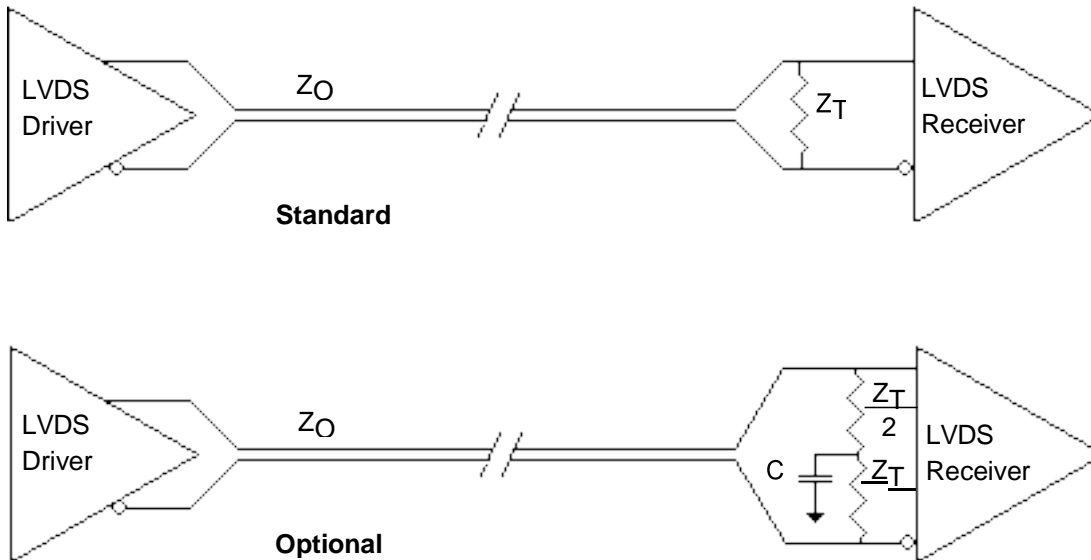 LVDS
Driver
ZO
ZT
LVDS
Receiver
Standard
LVDS
Driver
ZO
C
ZT
2
ZT
LVDS
Receiver
Optional